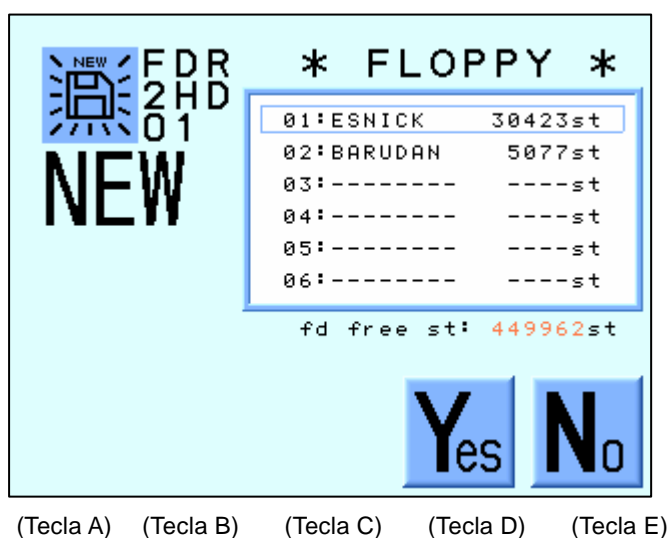 NEW
FDR
2HD
01
NEW
* FLOPPY *
01:ESNICK 30423st
02:BARUDAN 5077st
03:-------- ----st
04:-------- ----st
05:-------- ----st
06:-------- ----st
fd free st: 449962st
Yes No
(Tecla A) (Tecla B) (Tecla C) (Tecla D) (Tecla E)